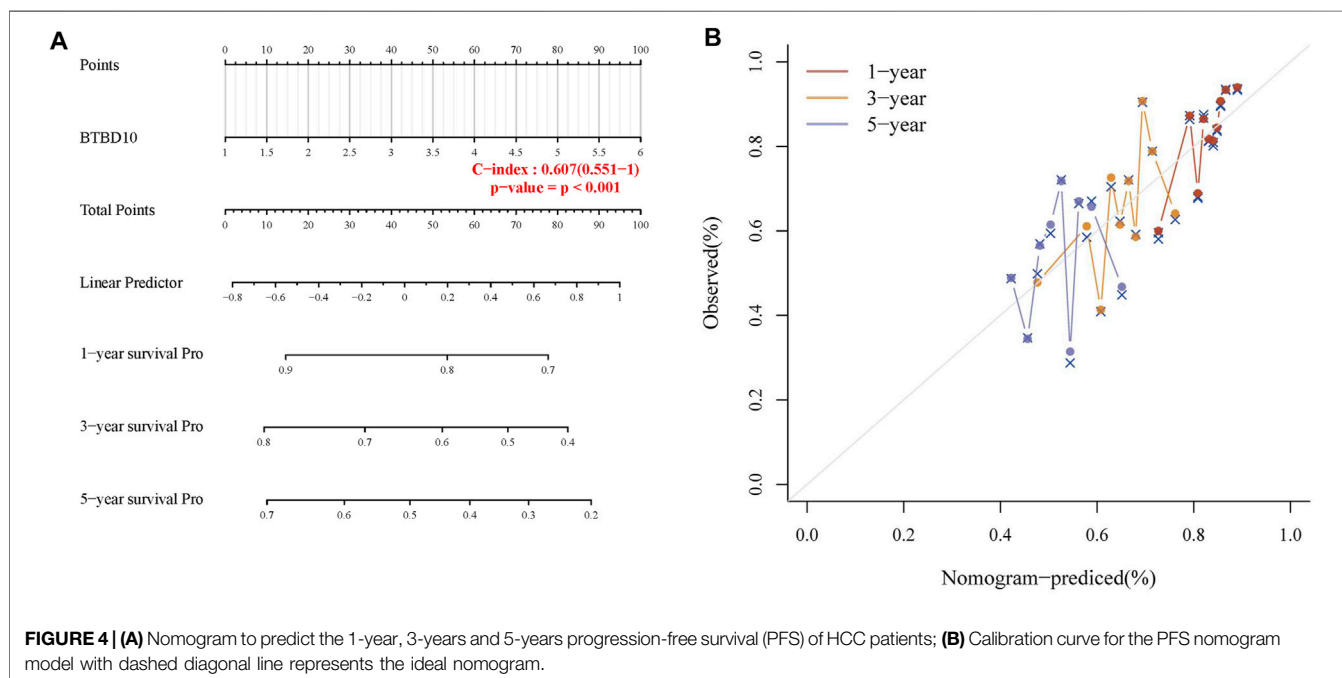 A
Points
0 10 20 30 40 50 60 70 80 90 100
BTBD10
1 1.5 2 2.5 3 3.5 4 4.5 5 5.5 6
C−index : 0.607(0.551−1)
p−value = p < 0.001
Total Points
0 10 20 30 40 50 60 70 80 90 100
Linear Predictor
−0.8 −0.6 −0.4 −0.2 0 0.2 0.4 0.6 0.8 1
1−year survival Pro
0.9 0.8 0.7
3−year survival Pro
0.8 0.7 0.6 0.5 0.4
5−year survival Pro
0.7 0.6 0.5 0.4 0.3 0.2
B
1−year
3−year
5−year
Observed(%)
1.0
0.8
0.6
0.4
0.2
0.0
0.0 0.2 0.4 0.6 0.8 1.0
Nomogram−prediced(%)
FIGURE 4 | (A) Nomogram to predict the 1-year, 3-years and 5-years progression-free survival (PFS) of HCC patients; (B) Calibration curve for the PFS nomogram
model with dashed diagonal line represents the ideal nomogram.